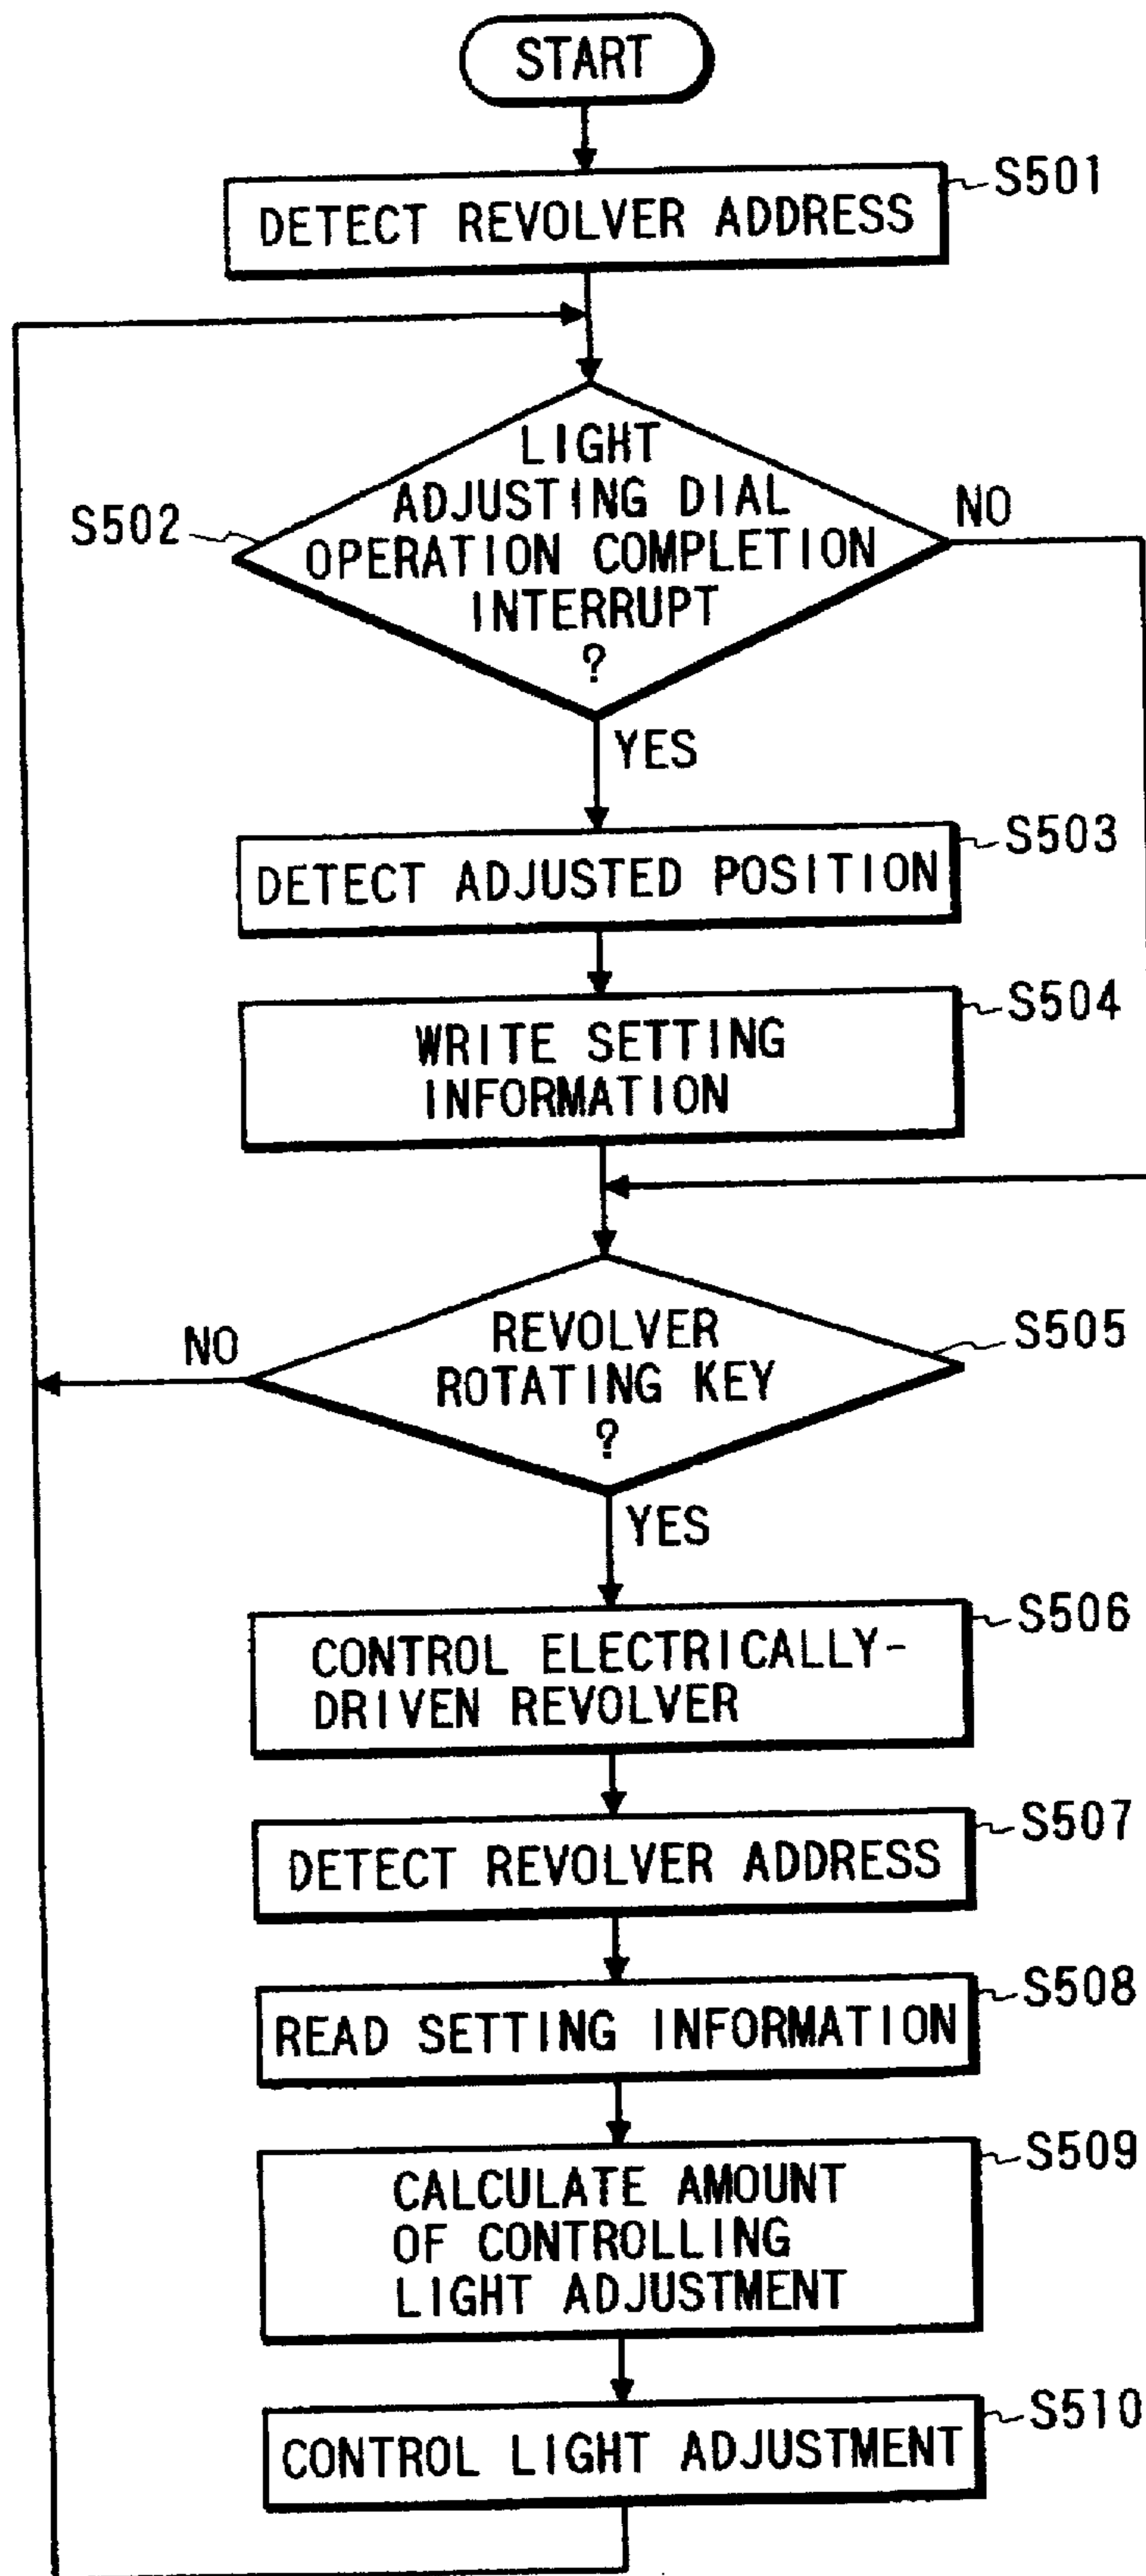 START
S501
DETECT REVOLVER ADDRESS
LIGHT
ADJUSTING DIAL
OPERATION COMPLETION
INTERRUPT
?
S502
NO
YES
S503
DETECT ADJUSTED POSITION
S504
WRITE SETTING
INFORMATION
S505
REVOLVER
ROTATING KEY
?
NO
YES
S506
CONTROL ELECTRICALLY-
DRIVEN REVOLVER
S507
DETECT REVOLVER ADDRESS
S508
READ SETTING INFORMATION
S509
CALCULATE AMOUNT
OF CONTROLLING
LIGHT ADJUSTMENT
S510
CONTROL LIGHT ADJUSTMENT